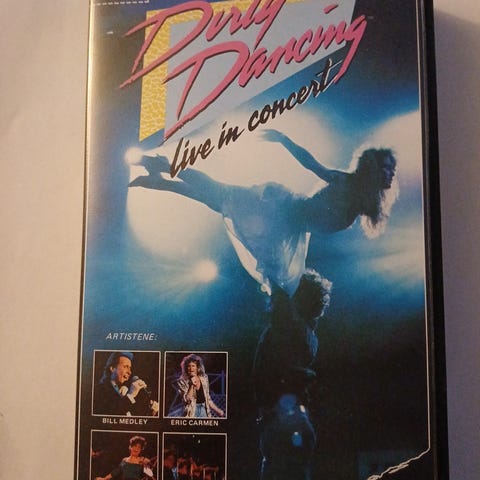 Dirty
Dancing
live in concert
ARTISTENE:
BILL MEDLEY
ERIC CARMEN